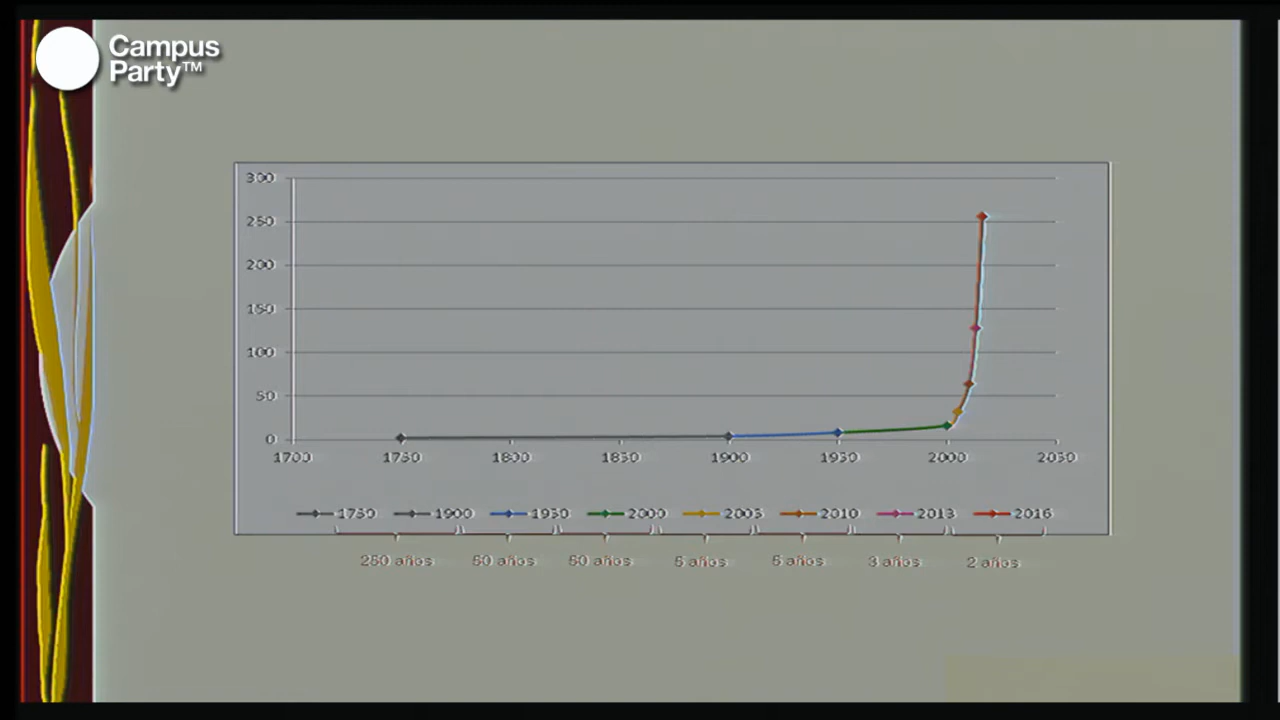 Campus
Party™
300
250
200
150
100
50
0
1700 1750 1800 1850 1900 1950 2000 2050
1750 1900 1950 2000 2005 2010 2013 2016
250 años 50 años 50 años 5 años 5 años 3 años 2 años